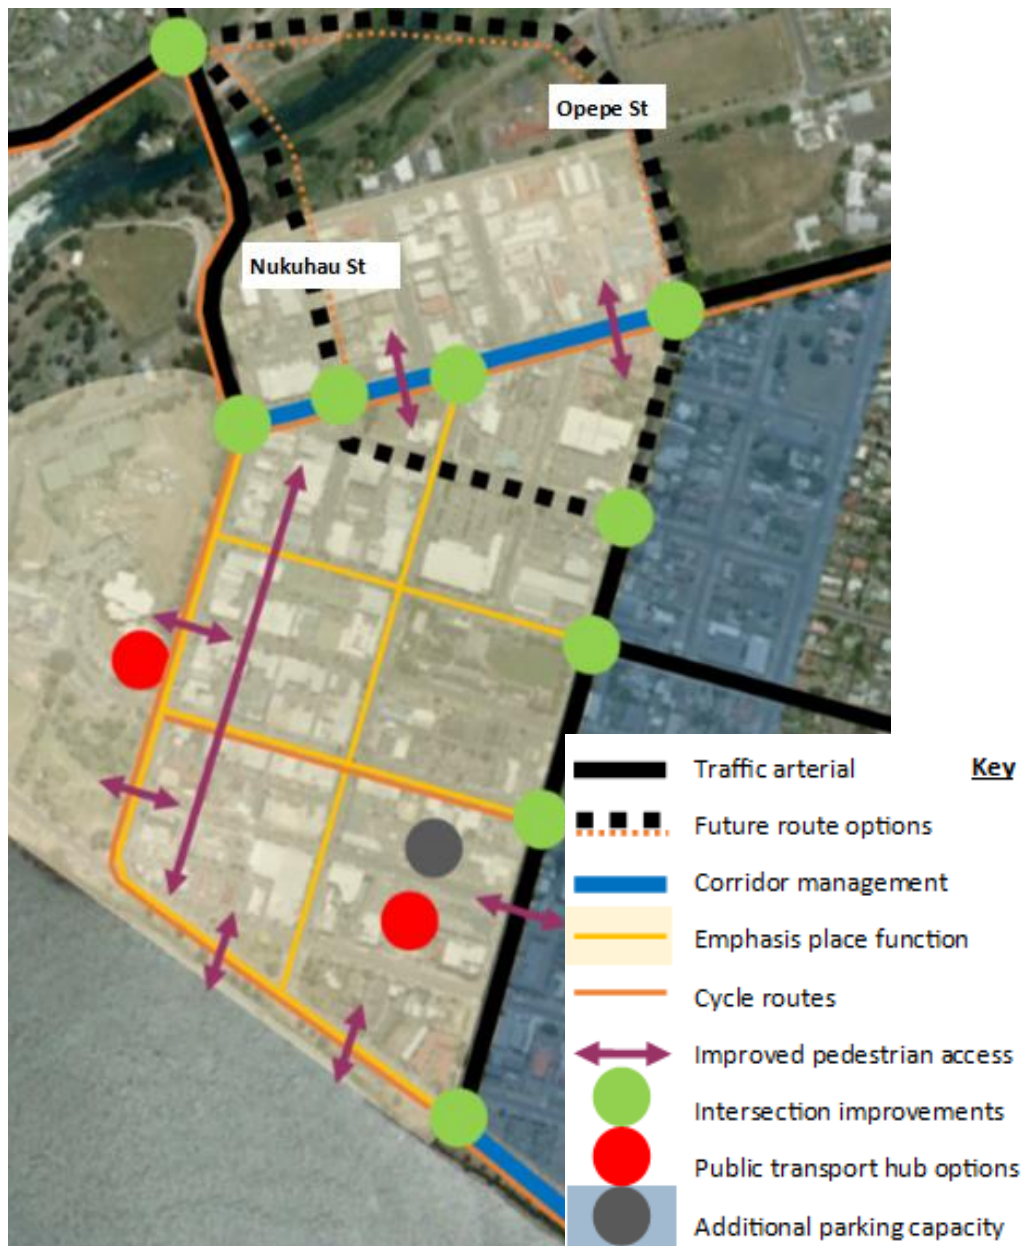 Opepe St
Nukuhau St
Key
Traffic arterial
Future route options
Corridor management
Emphasis place function
Cycle routes
Improved pedestrian access
Intersection improvements
Public transport hub options
Additional parking capacity